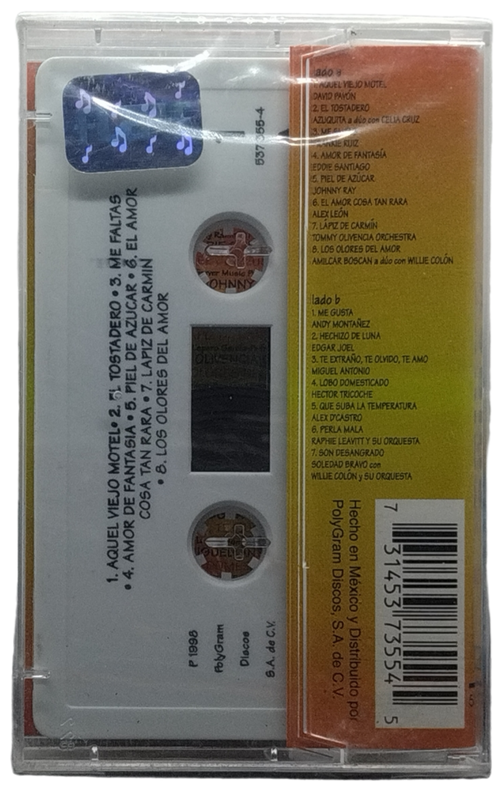 1. AQUEL VIEJO MOTEL • 2. EL TOSTADERO • 3. ME FALTAS
• 4. AMOR DE FANTASIA • 5. PIEL DE AZUCAR • 6. EL AMOR
COSA TAN RARA • 7. LAPIZ DE CARMIN
• 8. LOS OLORES DEL AMOR
P 1998
PolyGram
Discos
S.A. de C.V.
lado a
1. AQUEL VIEJO MOTEL
DAVID PAVÓN
2. EL TOSTADERO
AZUQUITA a dúo con CELIA CRUZ
3. ME
RUIZ
4. AMOR DE FANTASÍA
EDDIE SANTIAGO
5. PIEL DE AZÚCAR
JOHNNY RAY
6. EL AMOR COSA TAN RARA
ALEX LEÓN
7. LÁPIZ DE CARMÍN
TOMMY OLIVENCIA ORCHESTRA
8. LOS OLORES DEL AMOR
AMILCAR BOSCAN a dúo con WILLIE COLÓN
lado b
1. ME GUSTA
ANDY MONTAÑEZ
2. HECHIZO DE LUNA
EDGAR JOEL
3. TE EXTRAÑO, TE OLVIDO, TE AMO
MIGUEL ANTONIO
4. LOBO DOMESTICADO
HECTOR TRICOCHE
5. QUE SUBA LA TEMPERATURA
ALEX D'CASTRO
6. PERLA MALA
RAPHIE LEAVITT Y SU ORQUESTA
7. SON DESANGRADO
SOLEDAD BRAVO con
WILLIE COLÓN y SU ORQUESTA
Hecho en México y Distribuido por
PolyGram Discos, S.A. de C.V.
7 31453 73554 5